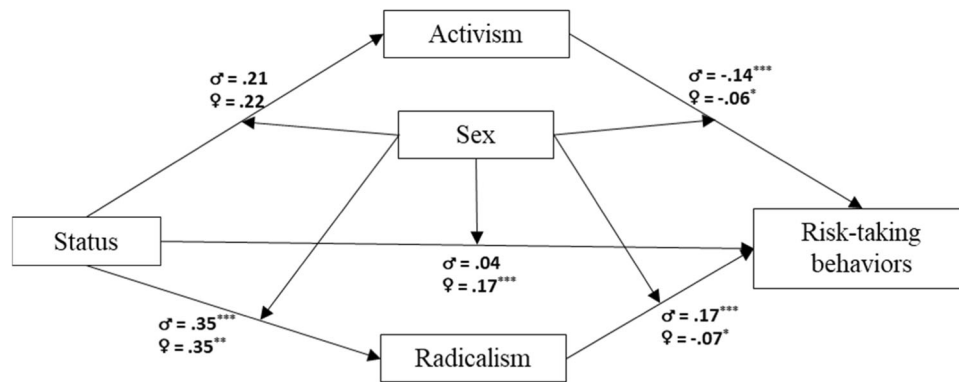 Activism
♂ = .21
♀ = .22
♂ = -.14***
♀ = -.06*
Sex
Status
Risk-taking
behaviors
♂ = .04
♀ = .17***
♂ = .35***
♀ = .35**
Radicalism
♂ = .17***
♀ = -.07*